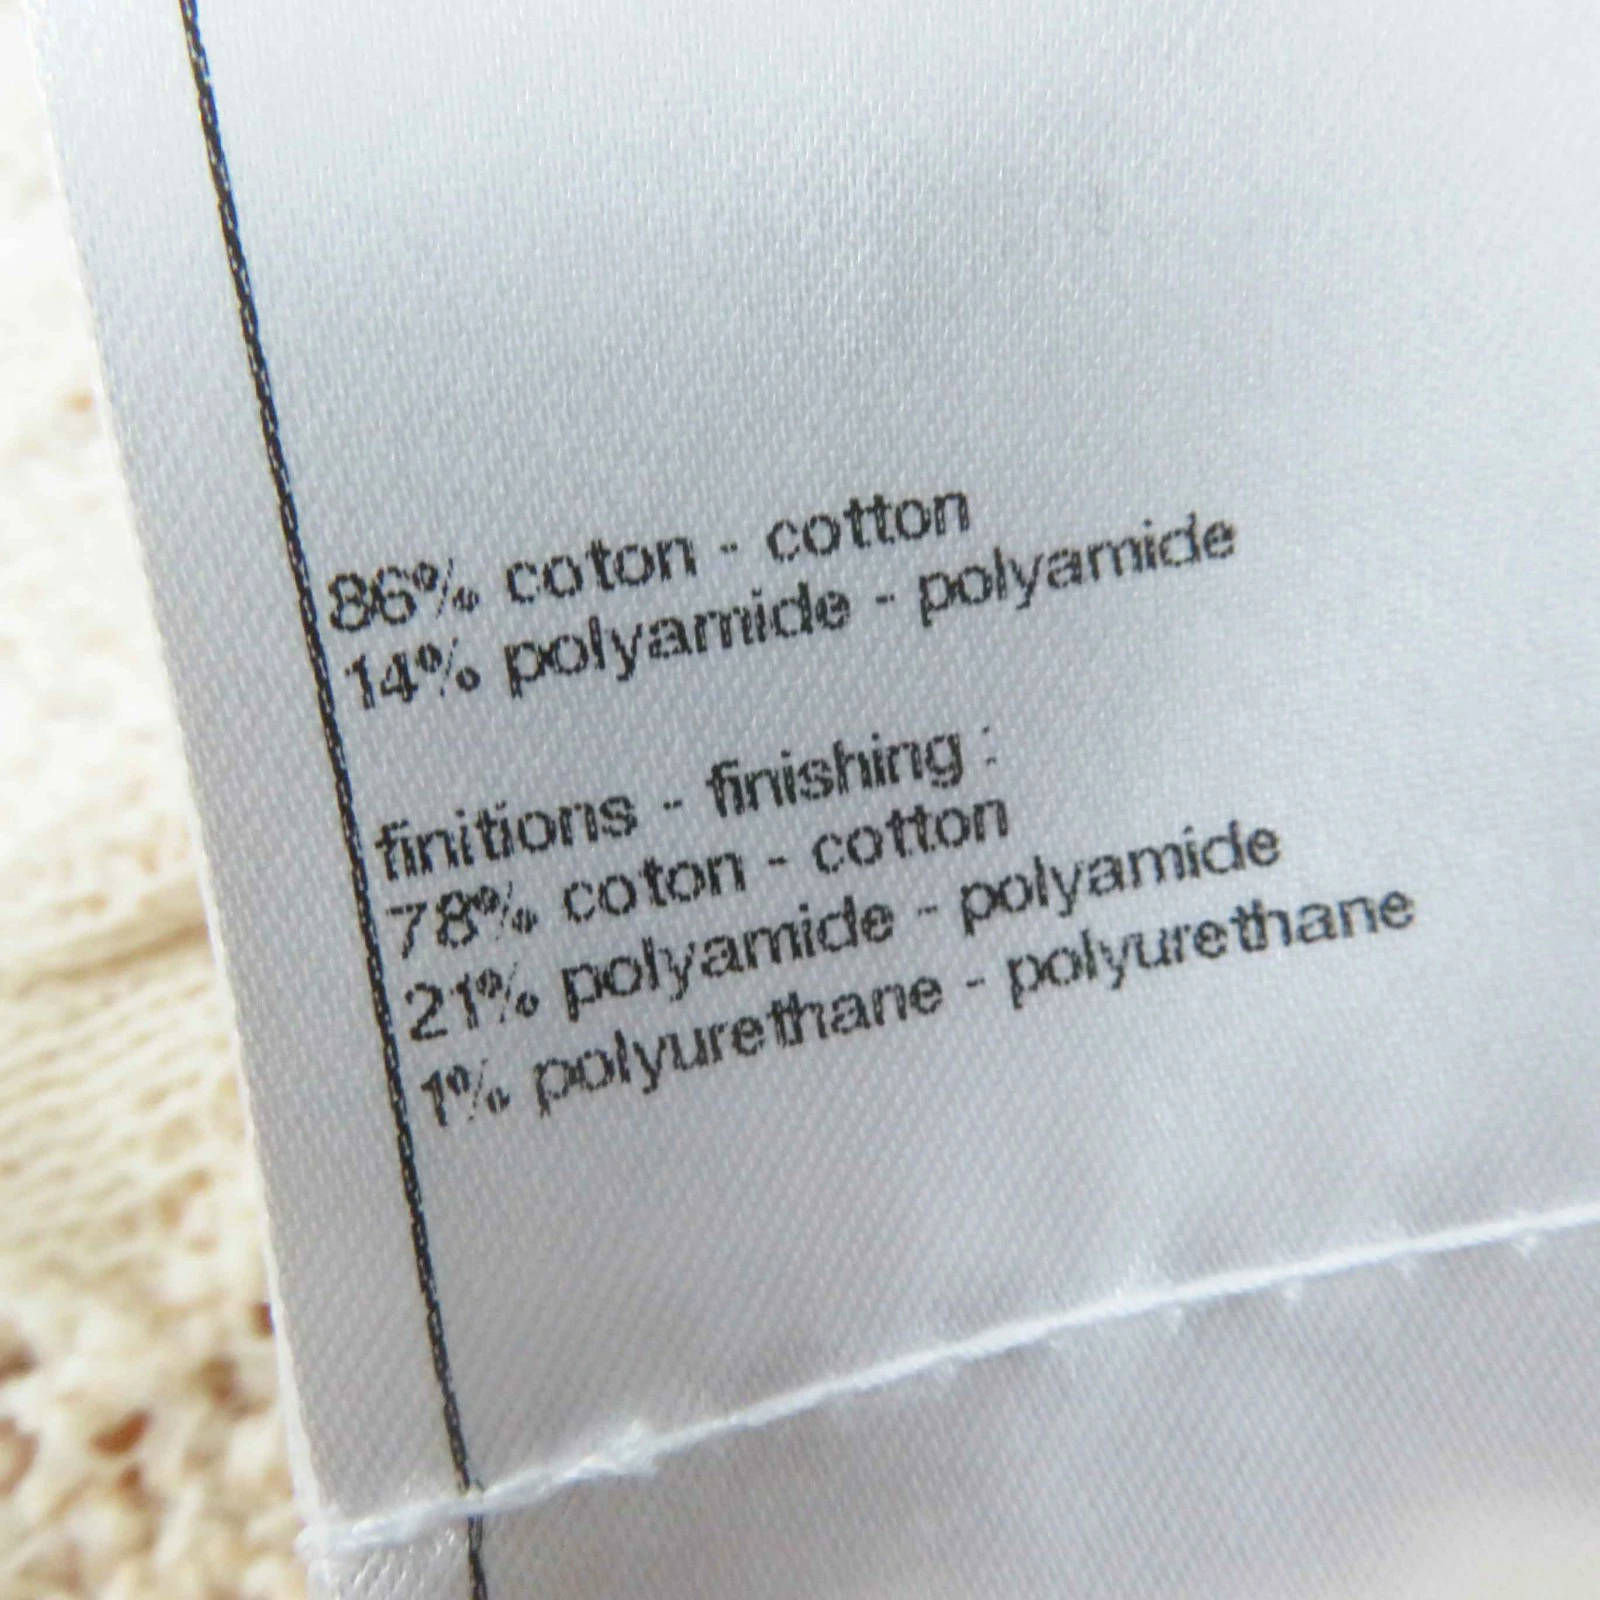 86% coton - cotton
14% polyamide - polyamide
finitions - finishing :
78% coton - cotton
21% polyamide - polyamide
1% polyurethane - polyurethane